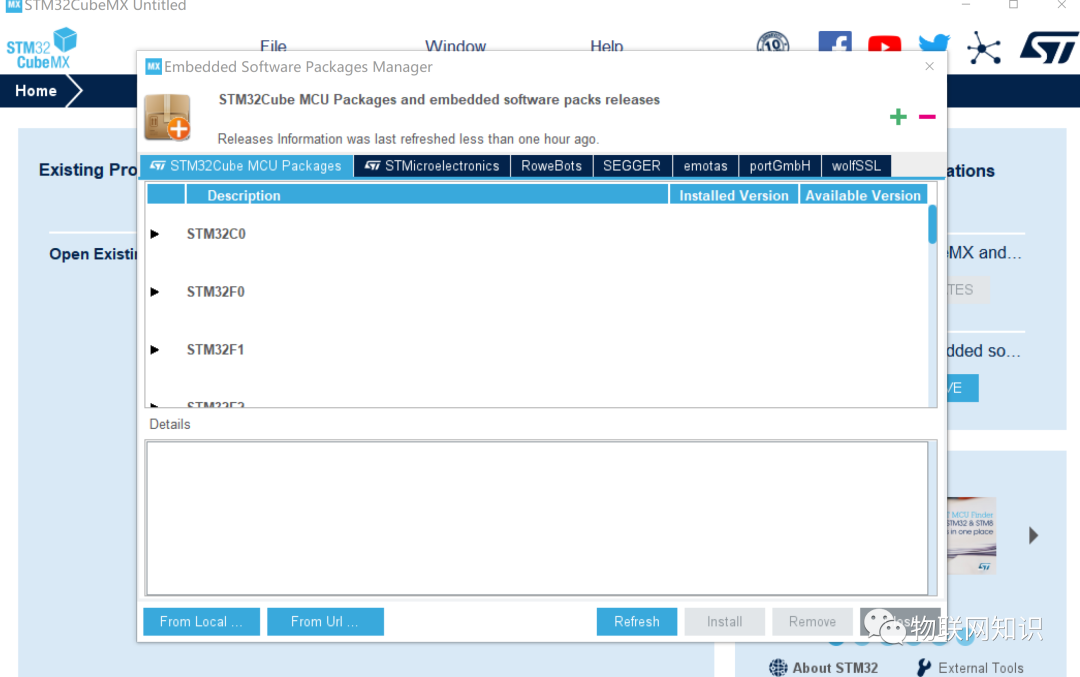 MX STM32CubeMX Untitled
STM32
CubeMX
File Window Help
10
ST
Home
MX Embedded Software Packages Manager
STM32Cube MCU Packages and embedded software packs releases
Releases Information was last refreshed less than one hour ago.
Existing Pro
STM32Cube MCU Packages STMicroelectronics RoweBots SEGGER emotas portGmbH wolfSSL
ations
Description Installed Version Available Version
STM32C0
Open Existin
MX and...
TES
STM32F0
STM32F1
dded so...
VE
STM32F2
Details
MCU Finder
STM32 & STM8
in one place
From Local ... From Url ... Refresh Install Remove
物联网知识
About STM32 External Tools